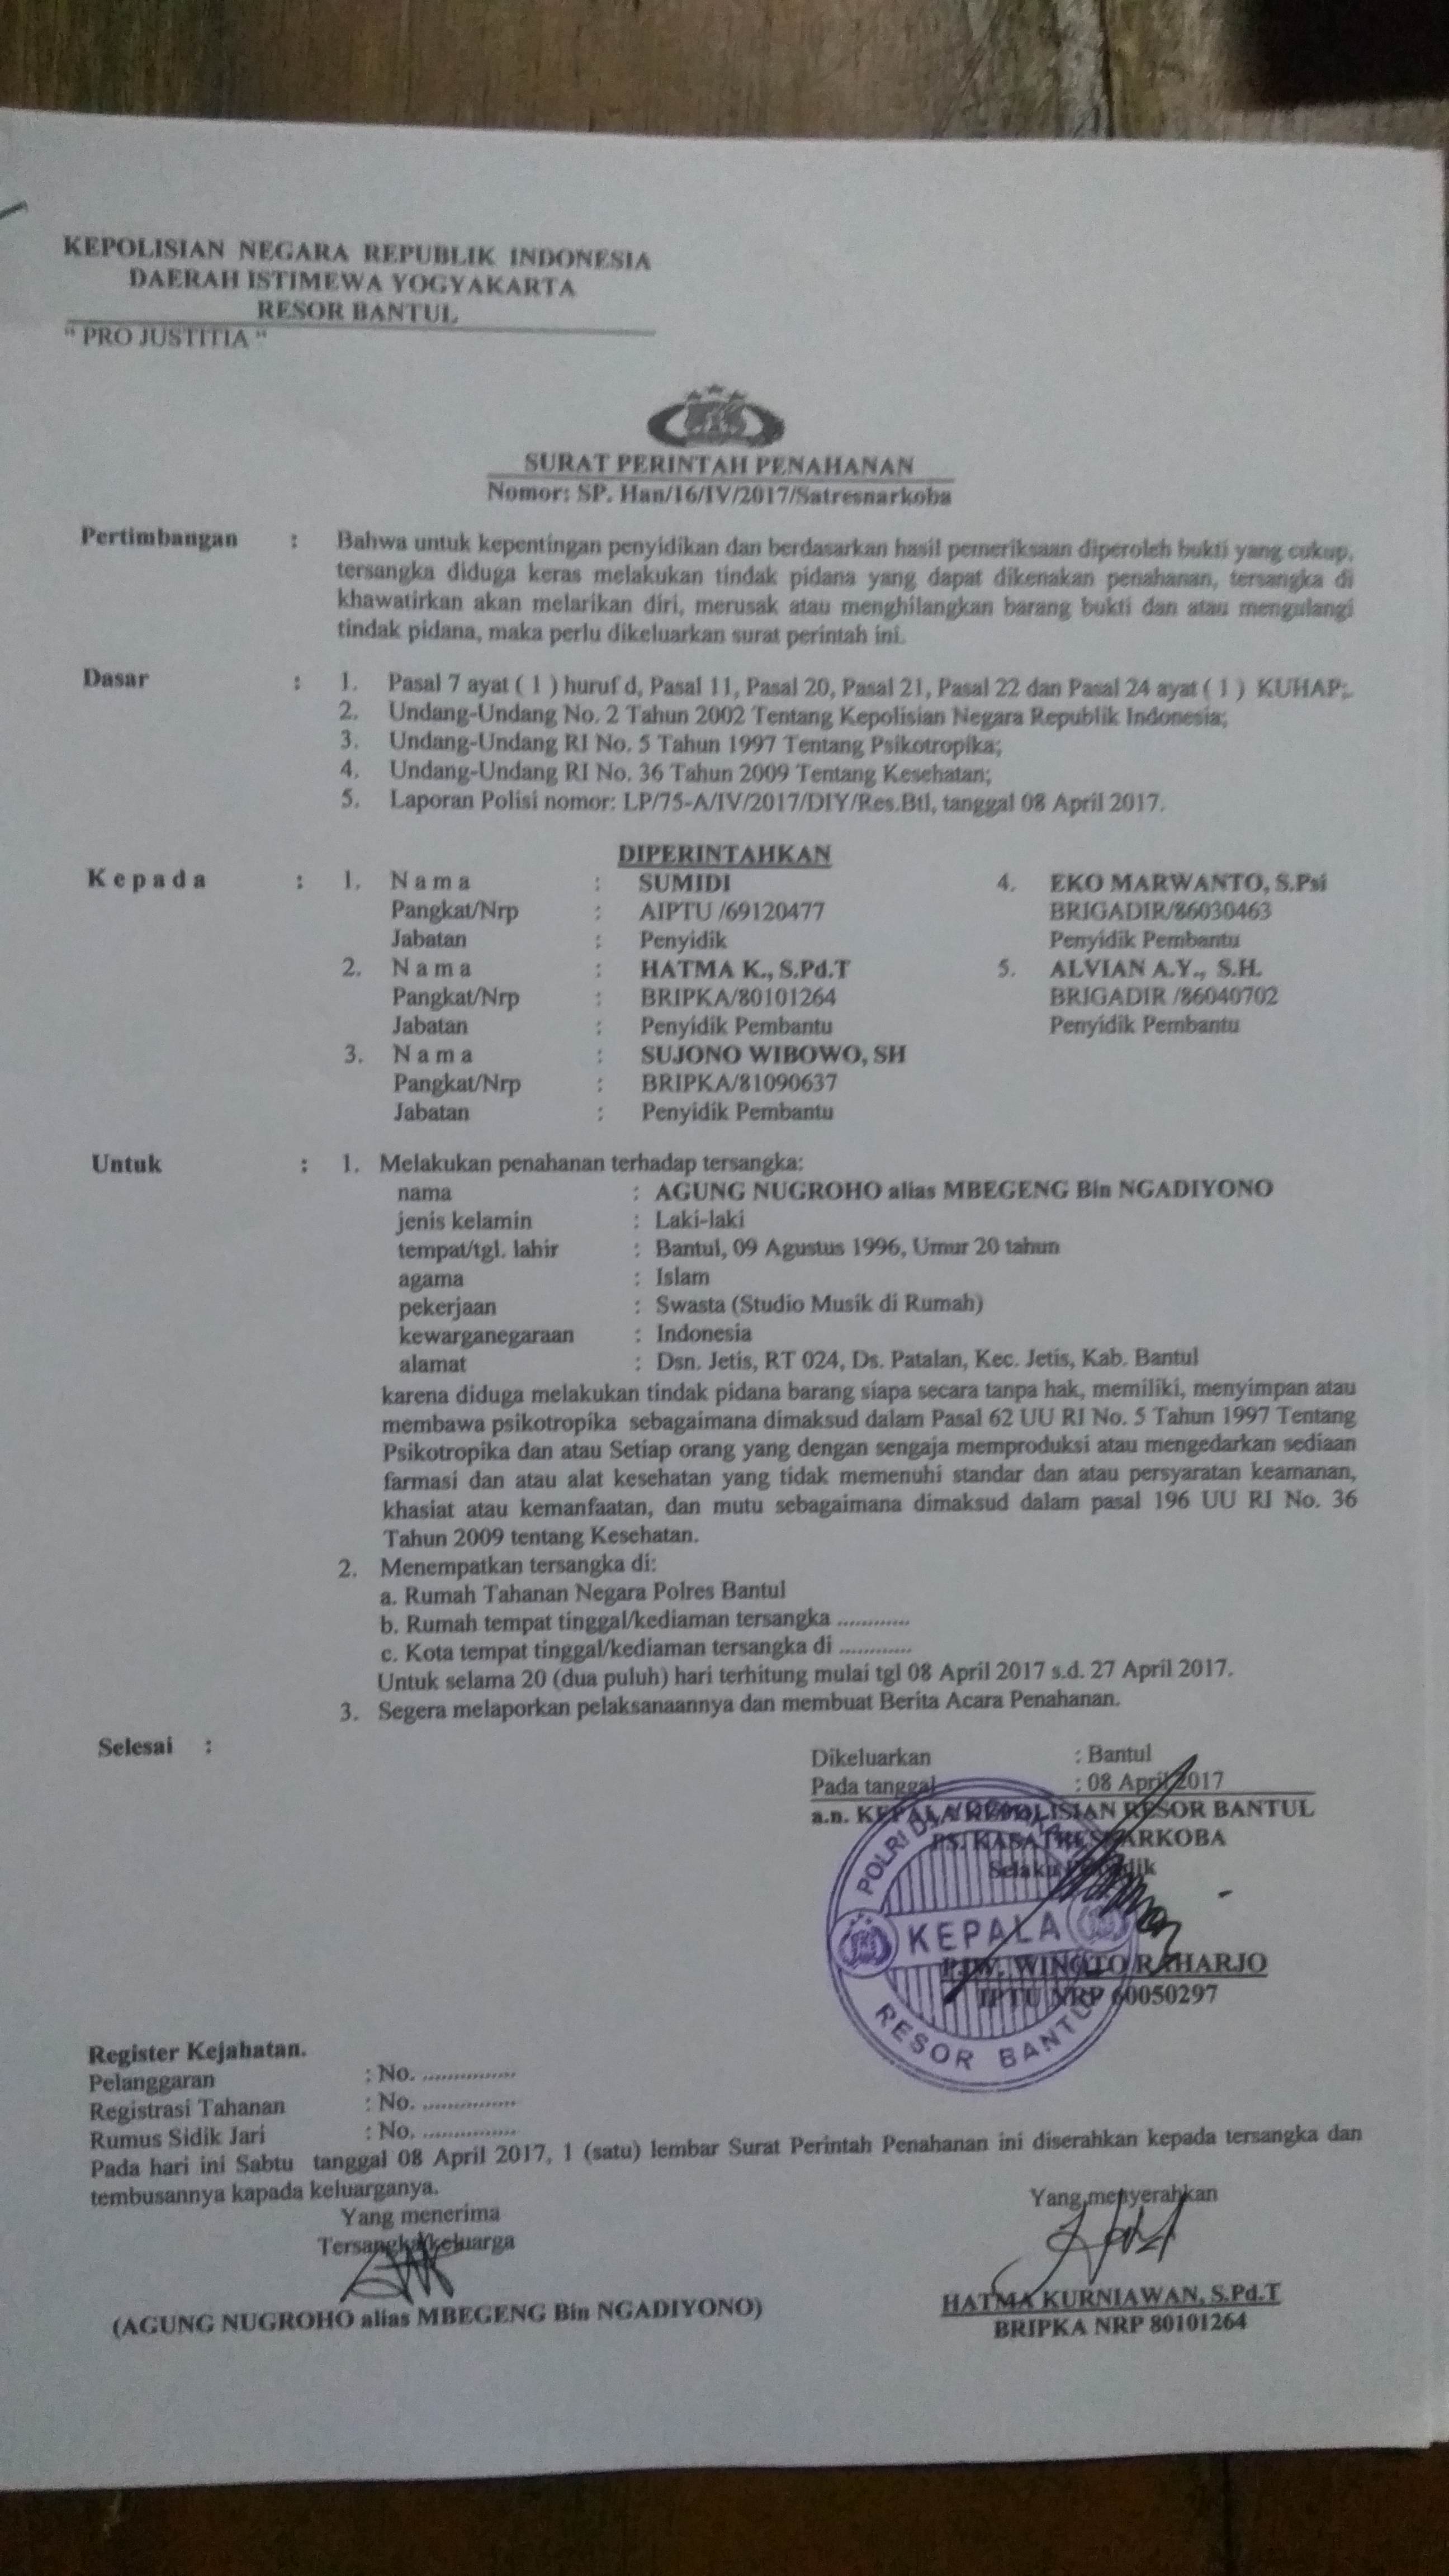 KEPOLISIAN NEGARA REPUBLIK INDONESIA
DAERAH ISTIMEWA YOGYAKARTA
RESOR BANTUL
" PRO JUSTITIA "
SURAT PERINTAH PENAHANAN
Nomor: SP. Han/16/IV/2017/Satresnarkoba
Pertimbangan : Bahwa untuk kepentingan penyidikan dan berdasarkan hasil pemeriksaan diperoleh bukti yang cukup,
tersangka diduga keras melakukan tindak pidana yang dapat dikenakan penahanan, tersangka di
khawatirkan akan melarikan diri, merusak atau menghilangkan barang bukti dan atau mengulangi
tindak pidana, maka perlu dikeluarkan surat perintah ini.
Dasar : 1. Pasal 7 ayat ( 1 ) huruf d, Pasal 11, Pasal 20, Pasal 21, Pasal 22 dan Pasal 24 ayat ( 1 ) KUHAP;.
2. Undang-Undang No. 2 Tahun 2002 Tentang Kepolisian Negara Republik Indonesia;
3. Undang-Undang RI No. 5 Tahun 1997 Tentang Psikotropika;
4. Undang-Undang RI No. 36 Tahun 2009 Tentang Kesehatan;
5. Laporan Polisi nomor: LP/75-A/IV/2017/DIY/Res.Btl, tanggal 08 April 2017.
DIPERINTAHKAN
Kepada : 1. Nama : SUMIDI 4. EKO MARWANTO, S.Psi
Pangkat/Nrp : AIPTU /69120477 BRIGADIR/86030463
Jabatan : Penyidik Penyidik Pembantu
2. Nama : HATMA K., S.Pd.T 5. ALVIAN A.Y., S.H.
Pangkat/Nrp : BRIPKA/80101264 BRIGADIR /86040702
Jabatan : Penyidik Pembantu Penyidik Pembantu
3. Nama : SUJONO WIBOWO, SH
Pangkat/Nrp : BRIPKA/81090637
Jabatan : Penyidik Pembantu
Untuk : 1. Melakukan penahanan terhadap tersangka:
nama : AGUNG NUGROHO alias MBEGENG Bin NGADIYONO
jenis kelamin : Laki-laki
tempat/tgl. lahir : Bantul, 09 Agustus 1996, Umur 20 tahun
agama : Islam
pekerjaan : Swasta (Studio Musik di Rumah)
kewarganegaraan : Indonesia
alamat : Dsn. Jetis, RT 024, Ds. Patalan, Kec. Jetis, Kab. Bantul
karena diduga melakukan tindak pidana barang siapa secara tanpa hak, memiliki, menyimpan atau
membawa psikotropika sebagaimana dimaksud dalam Pasal 62 UU RI No. 5 Tahun 1997 Tentang
Psikotropika dan atau Setiap orang yang dengan sengaja memproduksi atau mengedarkan sediaan
farmasi dan atau alat kesehatan yang tidak memenuhi standar dan atau persyaratan keamanan,
khasiat atau kemanfaatan, dan mutu sebagaimana dimaksud dalam pasal 196 UU RI No. 36
Tahun 2009 tentang Kesehatan.
2. Menempatkan tersangka di:
a. Rumah Tahanan Negara Polres Bantul
b. Rumah tempat tinggal/kediaman tersangka ............
c. Kota tempat tinggal/kediaman tersangka di ............
Untuk selama 20 (dua puluh) hari terhitung mulai tgl 08 April 2017 s.d. 27 April 2017.
3. Segera melaporkan pelaksanaannya dan membuat Berita Acara Penahanan.
Selesai :
Dikeluarkan : Bantul
Pada tanggal : 08 April 2017
a.n. KEPALA KEPOLISIAN RESOR BANTUL
PS. KASATRESNARKOBA
Selaku Penyidik
POLRI
KEPALA
RESOR BANTUL
WINOTO RAHARJO
IPTU NRP 60050297
Register Kejahatan.
Pelanggaran : No. ...............
Registrasi Tahanan : No. ...............
Rumus Sidik Jari : No. ...............
Pada hari ini Sabtu tanggal 08 April 2017, 1 (satu) lembar Surat Perintah Penahanan ini diserahkan kepada tersangka dan
tembusannya kapada keluarganya.
Yang menerima Yang menyerahkan
Tersangka/keluarga
(AGUNG NUGROHO alias MBEGENG Bin NGADIYONO) HATMA KURNIAWAN, S.Pd.T
BRIPKA NRP 80101264